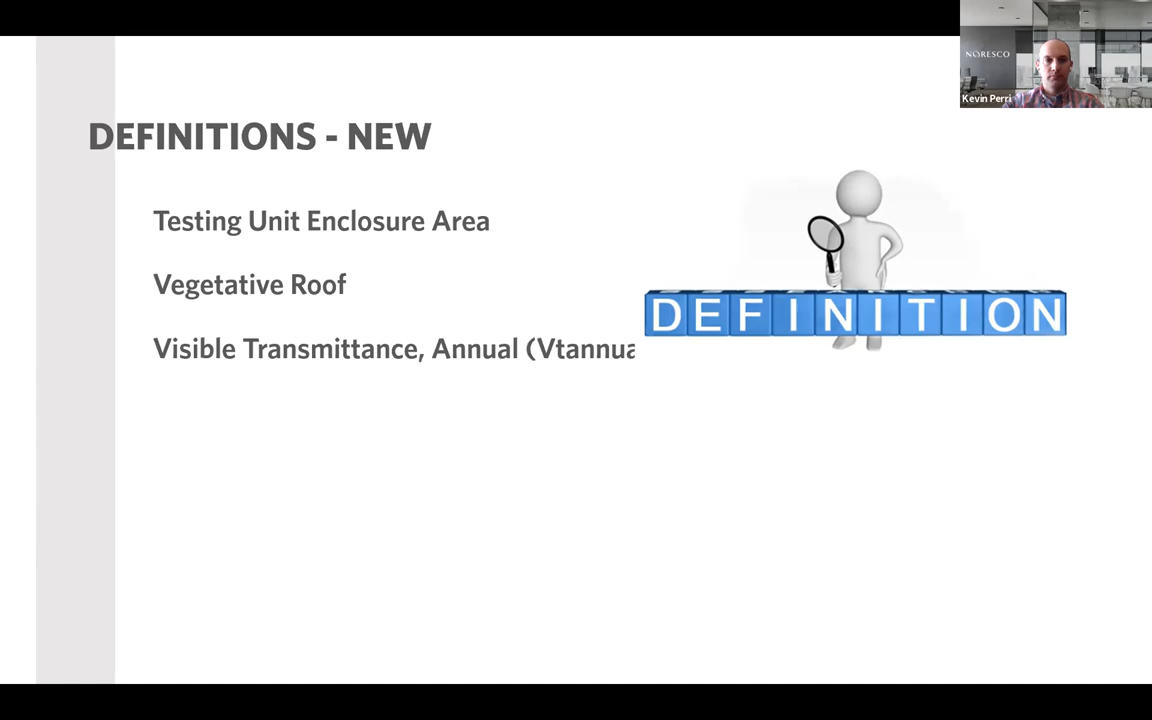 NORESCO
Kevin Perri
DEFINITIONS - NEW
Testing Unit Enclosure Area
Vegetative Roof
Visible Transmittance, Annual (Vtannua
DEFINITION